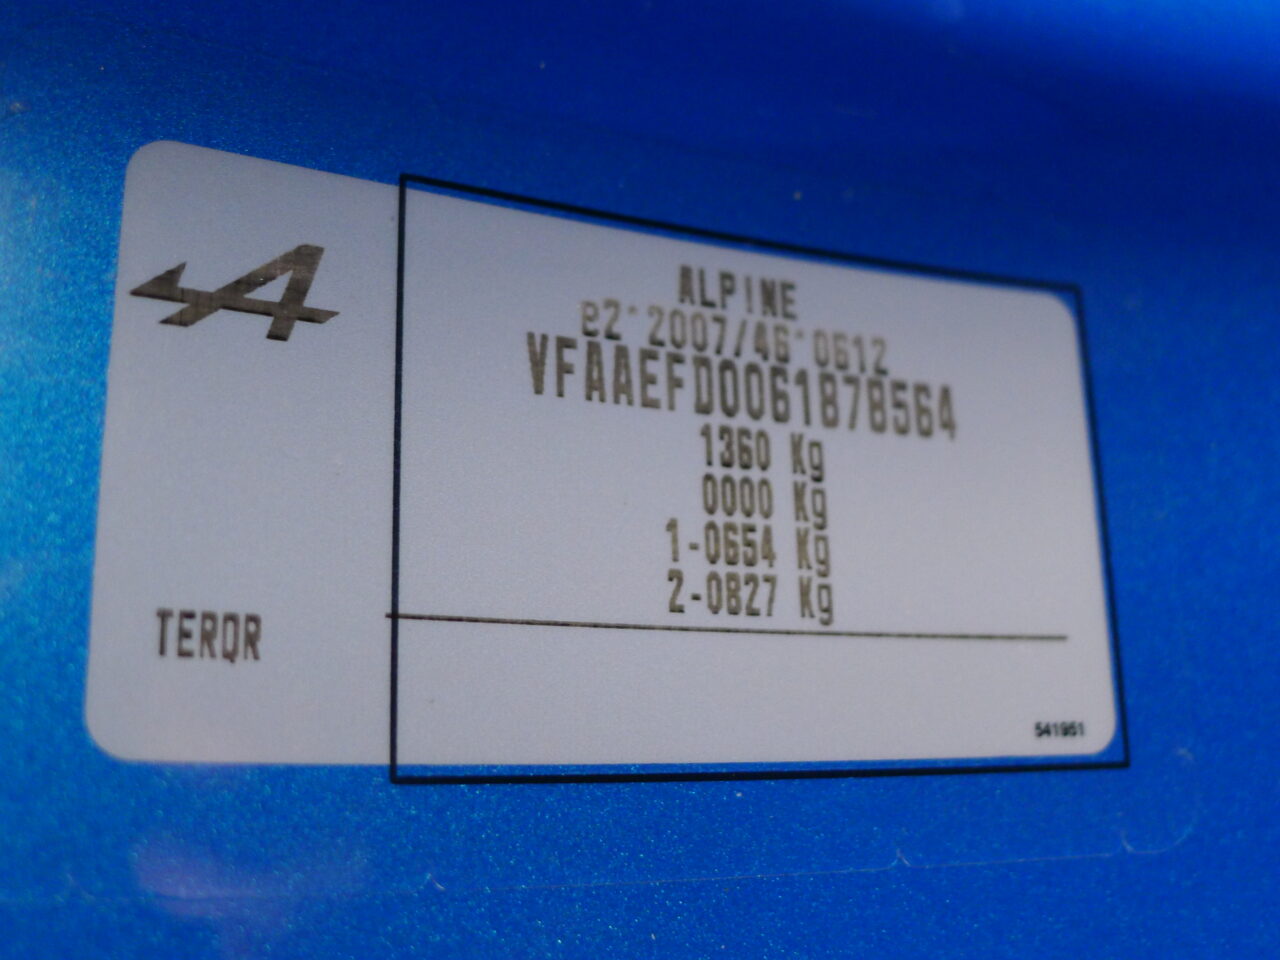 ALPINE
e2*2007/46*0612
VFAAEFD0061878564
1360 Kg
0000 Kg
1-0654 Kg
2-0827 Kg
TERQR
541951